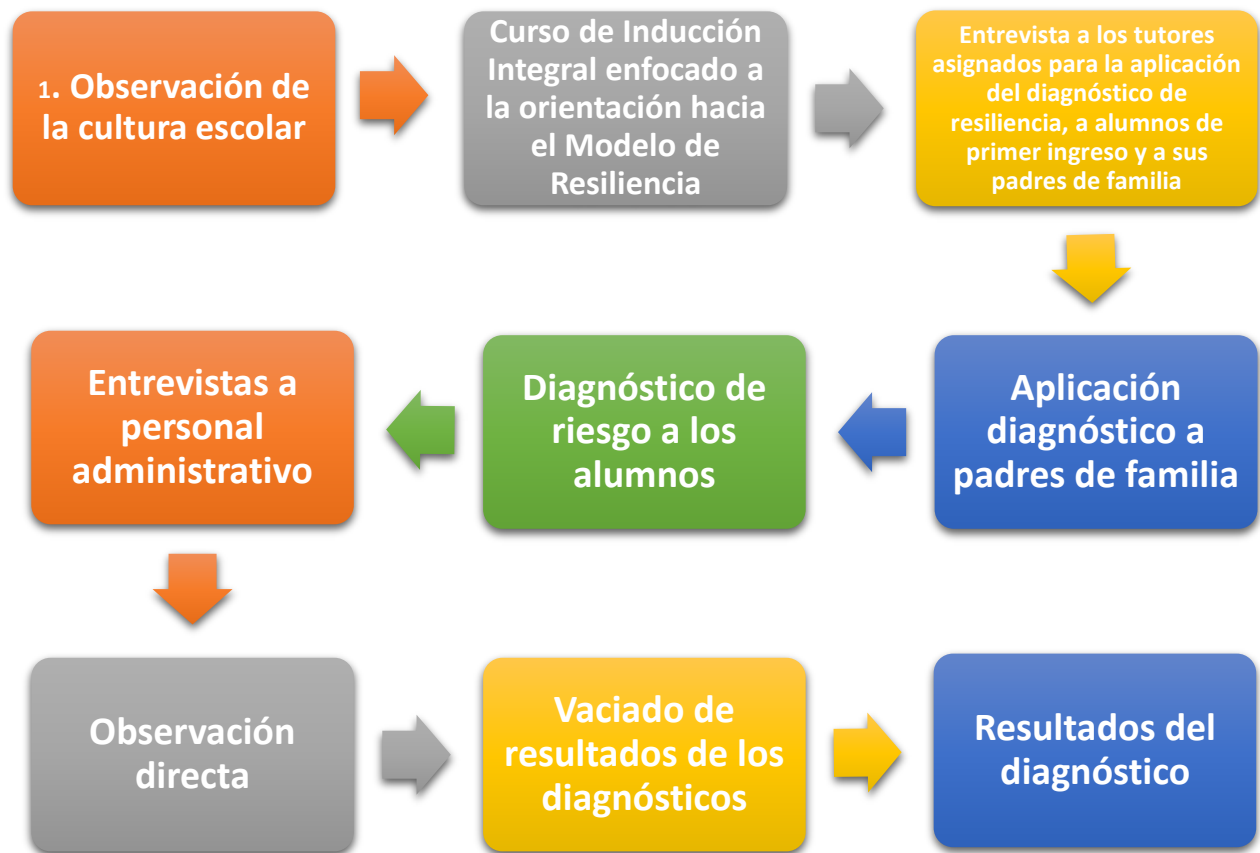 1. Observación de
la cultura escolar
Curso de Inducción
Integral enfocado a
la orientación hacia
el Modelo de
Resiliencia
Entrevista a los tutores
asignados para la aplicación
del diagnóstico de
resiliencia, a alumnos de
primer ingreso y a sus
padres de familia
Aplicación
diagnóstico a
padres de familia
Diagnóstico de
riesgo a los
alumnos
Entrevistas a
personal
administrativo
Observación
directa
Vaciado de
resultados de los
diagnósticos
Resultados del
diagnóstico